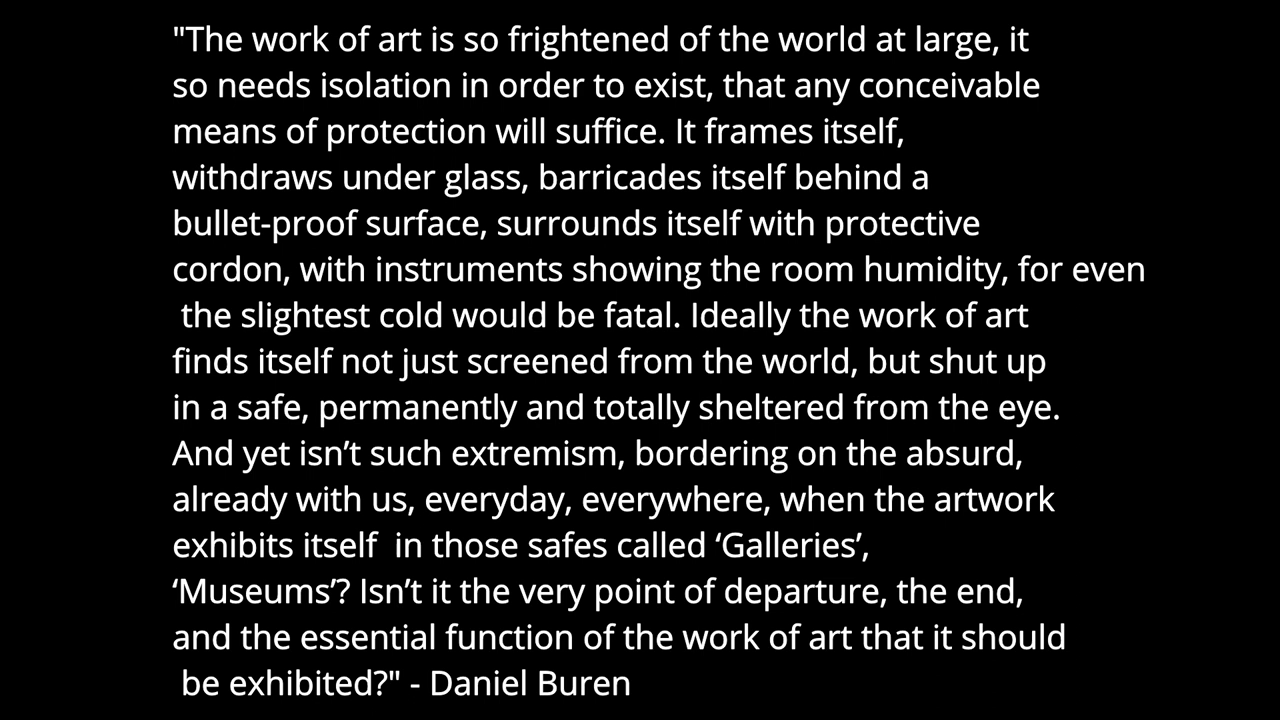 "The work of art is so frightened of the world at large, it
so needs isolation in order to exist, that any conceivable
means of protection will suffice. It frames itself,
withdraws under glass, barricades itself behind a
bullet-proof surface, surrounds itself with protective
cordon, with instruments showing the room humidity, for even
the slightest cold would be fatal. Ideally the work of art
finds itself not just screened from the world, but shut up
in a safe, permanently and totally sheltered from the eye.
And yet isn’t such extremism, bordering on the absurd,
already with us, everyday, everywhere, when the artwork
exhibits itself  in those safes called ‘Galleries’,
‘Museums’? Isn’t it the very point of departure, the end,
and the essential function of the work of art that it should
be exhibited?" - Daniel Buren